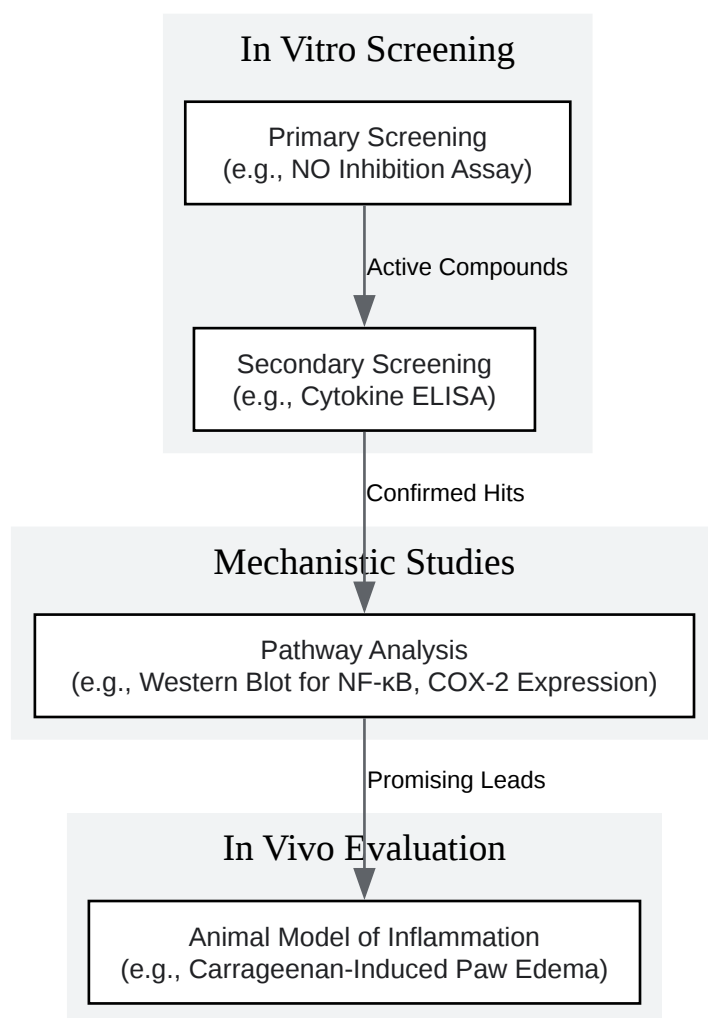 In Vitro Screening
Primary Screening
(e.g., NO Inhibition Assay)
Active Compounds
Secondary Screening
(e.g., Cytokine ELISA)
Confirmed Hits
Mechanistic Studies
Pathway Analysis
(e.g., Western Blot for NF-κB, COX-2 Expression)
Promising Leads
In Vivo Evaluation
Animal Model of Inflammation
(e.g., Carrageenan-Induced Paw Edema)